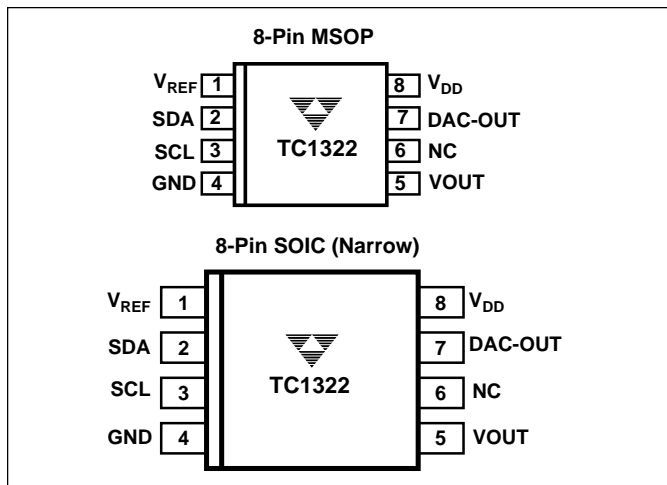 8-Pin MSOP
VREF 1 8 VDD
SDA 2 7 DAC-OUT
TC1322
SCL 3 6 NC
GND 4 5 VOUT
8-Pin SOIC (Narrow)
VREF 1 8 VDD
SDA 2 7 DAC-OUT
TC1322
SCL 3 6 NC
GND 4 5 VOUT